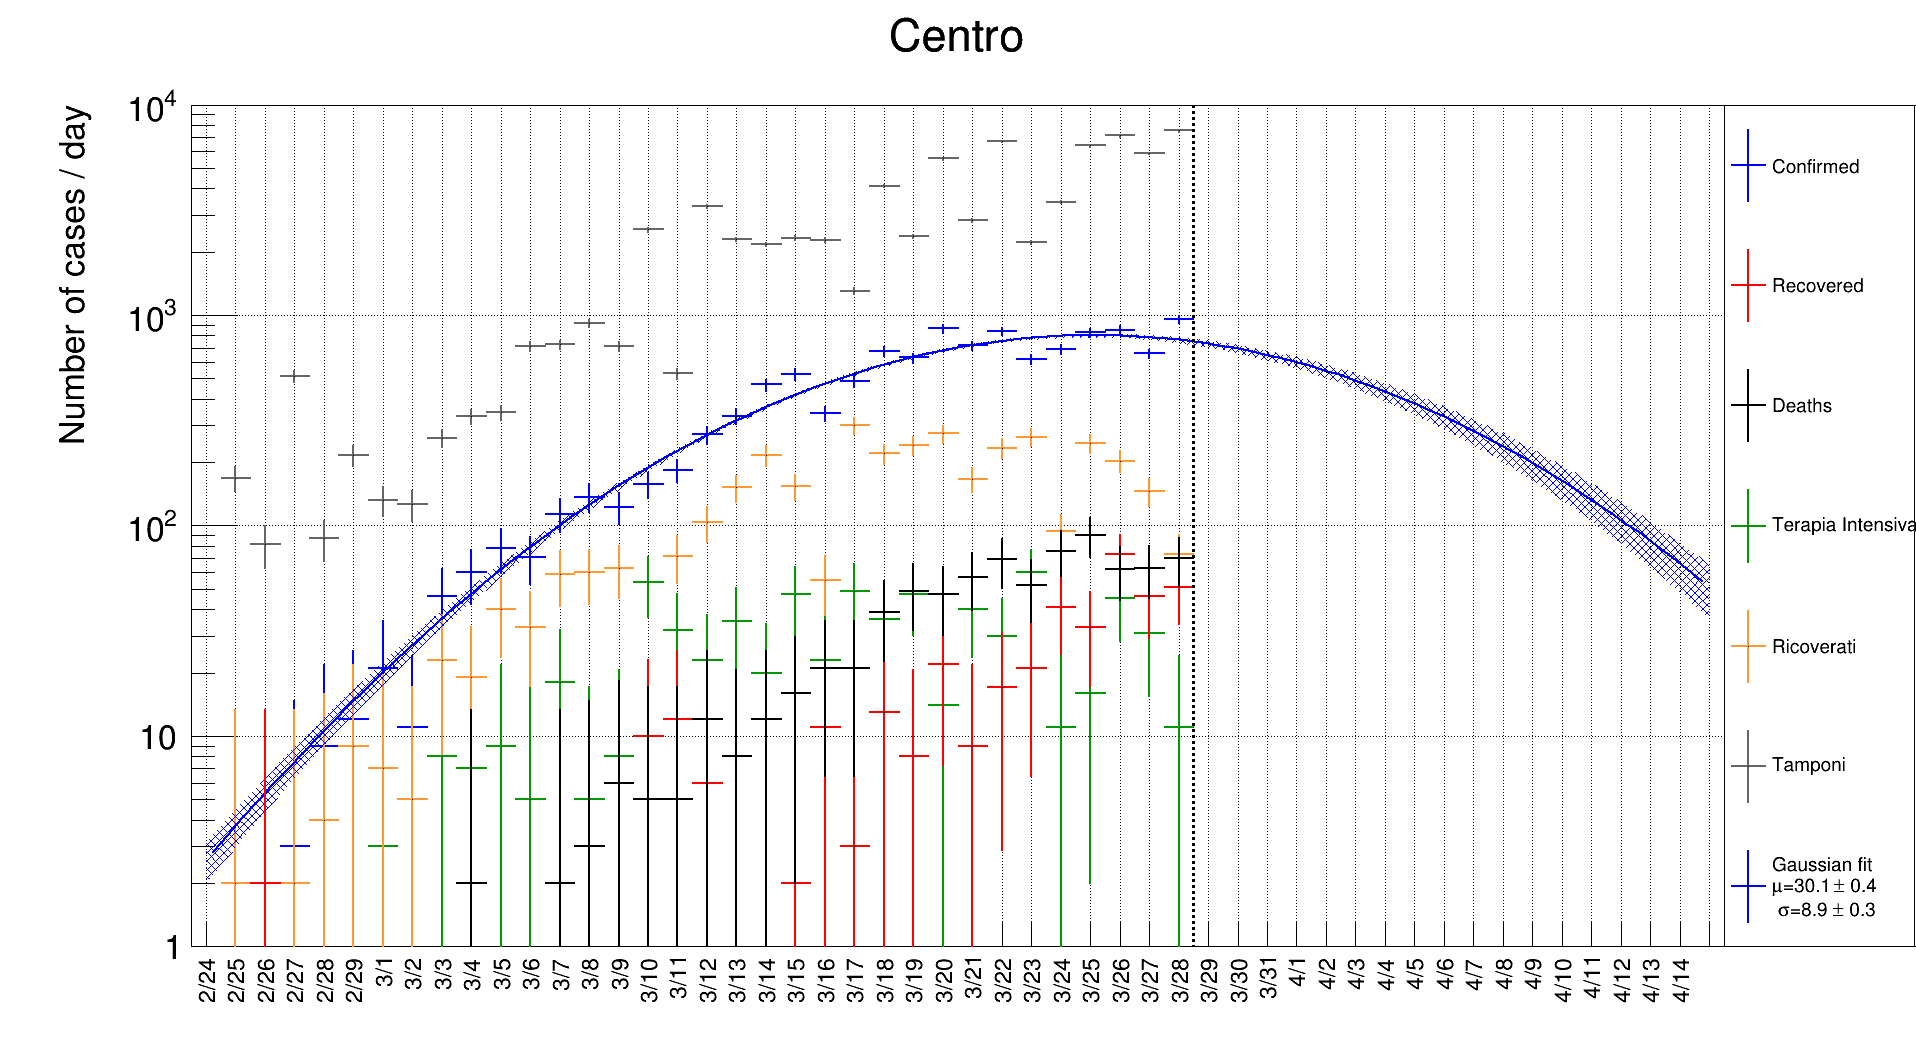 Centro
Number of cases / day
10⁴
10³
10²
10
1
2/24 2/25 2/26 2/27 2/28 2/29 3/1 3/2 3/3 3/4 3/5 3/6 3/7 3/8 3/9 3/10 3/11 3/12 3/13 3/14 3/15 3/16 3/17 3/18 3/19 3/20 3/21 3/22 3/23 3/24 3/25 3/26 3/27 3/28 3/29 3/30 3/31 4/1 4/2 4/3 4/4 4/5 4/6 4/7 4/8 4/9 4/10 4/11 4/12 4/13 4/14
Confirmed
Recovered
Deaths
Terapia Intensiva
Ricoverati
Tamponi
Gaussian fit
μ=30.1 ± 0.4
σ=8.9 ± 0.3